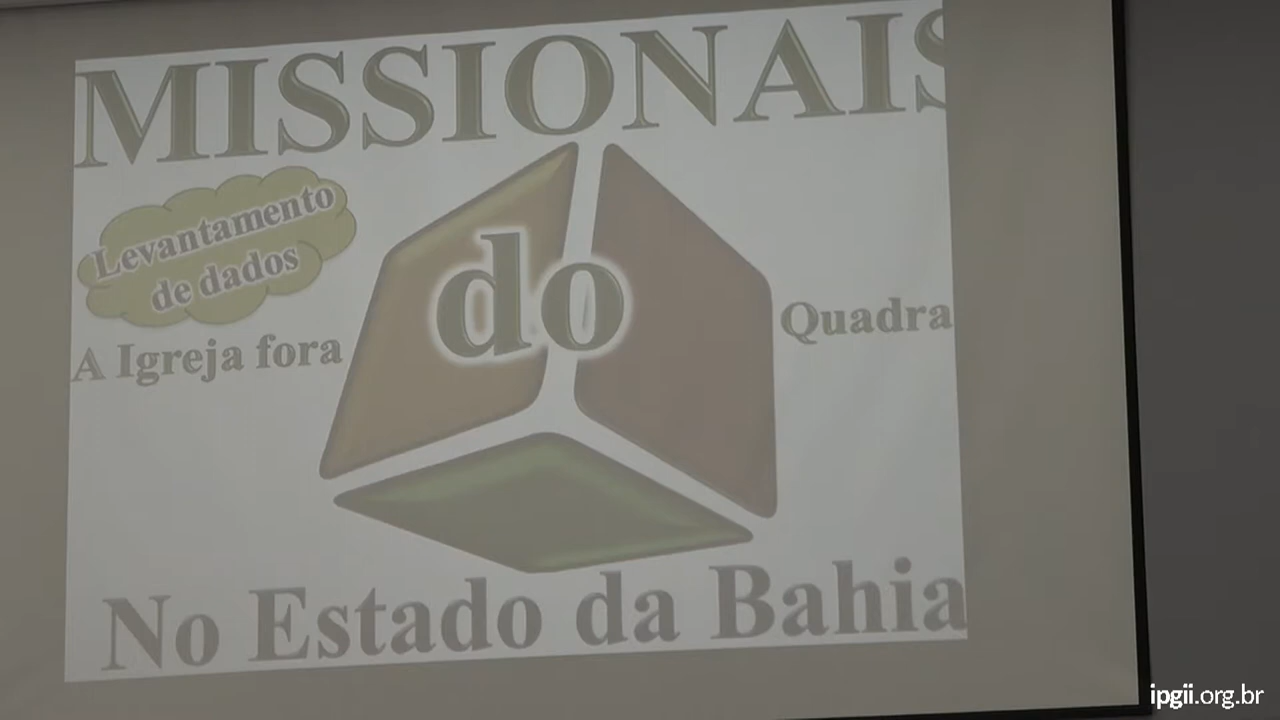 MISSIONAIS
Levantamento
de dados
A Igreja fora do Quadra
No Estado da Bahia
ipgii.org.br